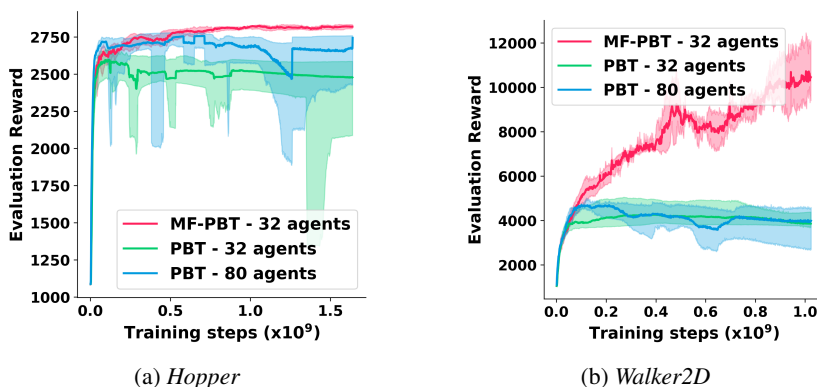 2750
2500
2250
2000
1750
1500
1250
1000
Evaluation Reward
MF-PBT - 32 agents
PBT - 32 agents
PBT - 80 agents
0.0 0.5 1.0 1.5
Training steps (x10⁹)
(a) Hopper
12000
10000
8000
6000
4000
2000
Evaluation Reward
MF-PBT - 32 agents
PBT - 32 agents
PBT - 80 agents
0.0 0.2 0.4 0.6 0.8 1.0
Training steps (x10⁹)
(b) Walker2D